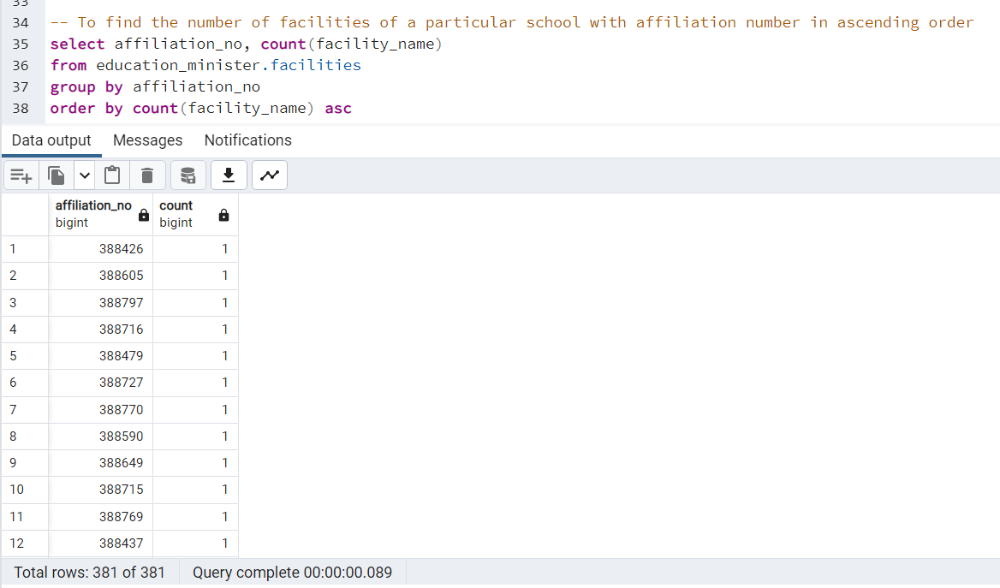 33
34 -- To find the number of facilities of a particular school with affiliation number in ascending order
35 select affiliation_no, count(facility_name)
36 from education_minister.facilities
37 group by affiliation_no
38 order by count(facility_name) asc
Data output Messages Notifications
affiliation_no count
bigint bigint
1 388426 1
2 388605 1
3 388797 1
4 388716 1
5 388479 1
6 388727 1
7 388770 1
8 388590 1
9 388649 1
10 388715 1
11 388769 1
12 388437 1
Total rows: 381 of 381 Query complete 00:00:00.089